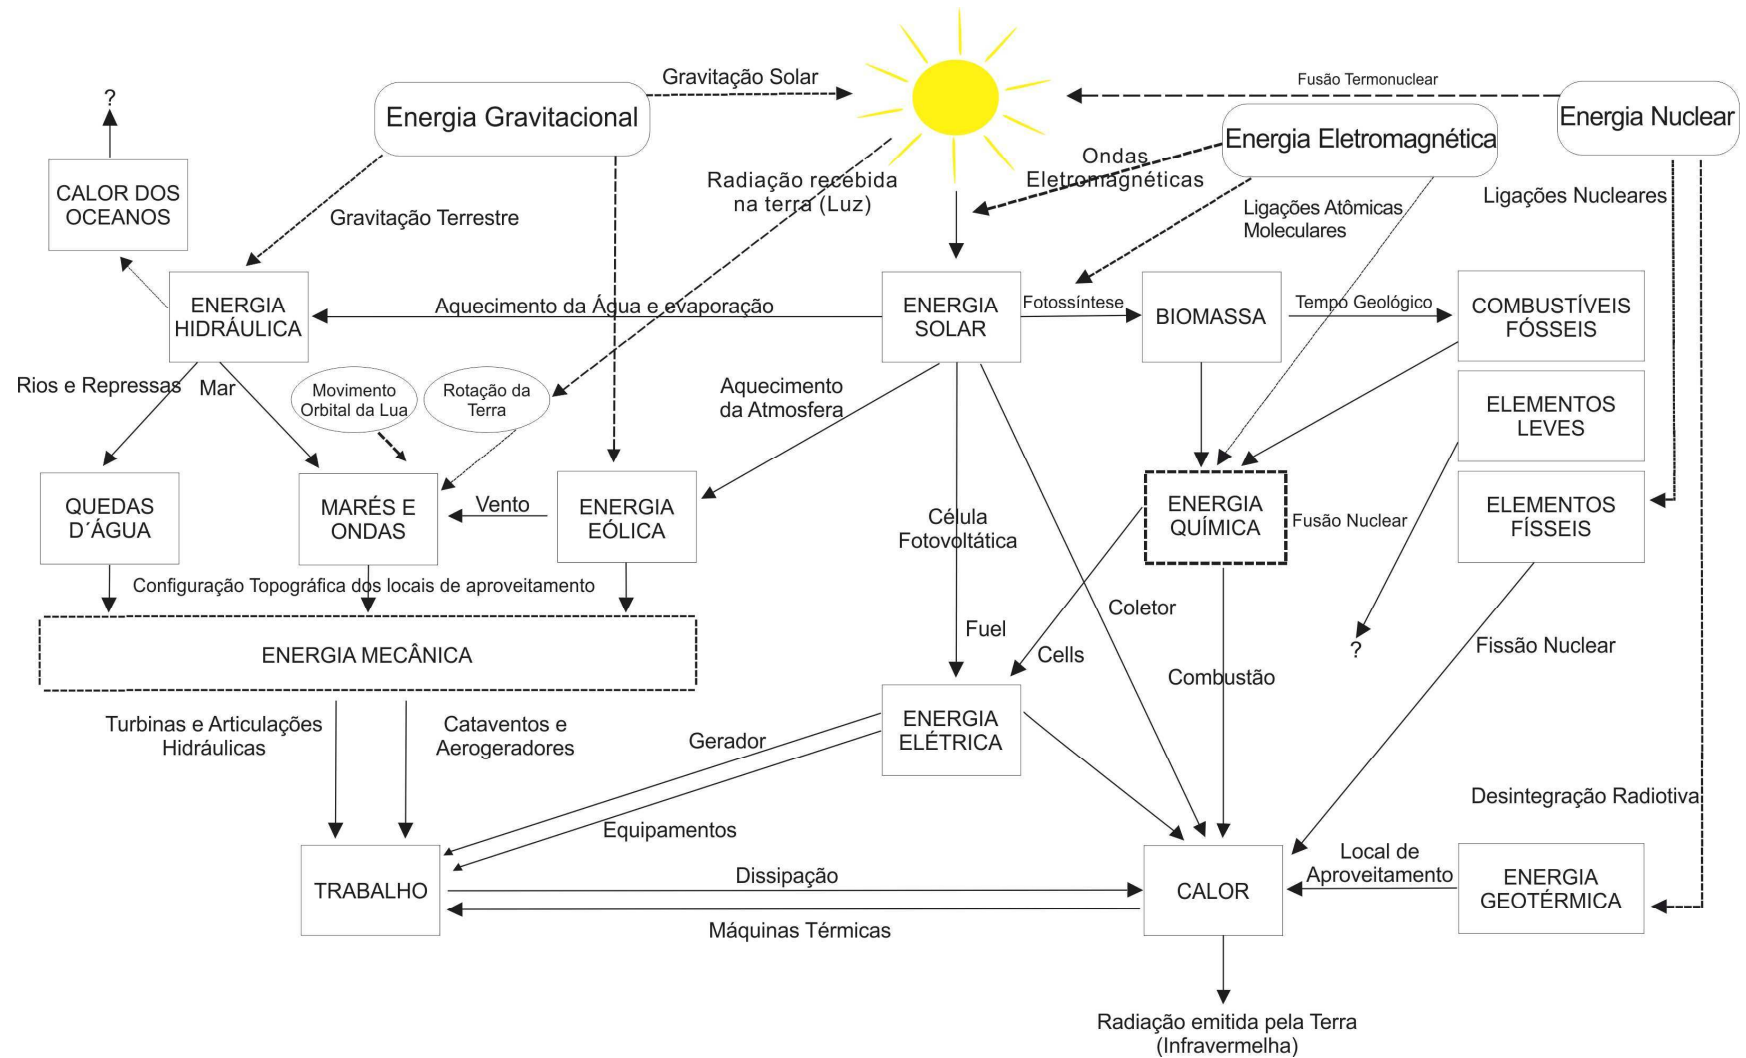 Gravitação Solar
Fusão Termonuclear
?
Energia Gravitacional
Energia Eletromagnética
Energia Nuclear
Ondas
Eletromagnéticas
CALOR DOS
OCEANOS
Radiação recebida
na terra (Luz)
Gravitação Terrestre
Ligações Atômicas
Moleculares
Ligações Nucleares
ENERGIA
HIDRÁULICA
Aquecimento da Água e evaporação
ENERGIA
SOLAR
Fotossíntese
BIOMASSA
Tempo Geológico
COMBUSTÍVEIS
FÓSSEIS
Rios e Repressas
Mar
Movimento
Orbital da Lua
Rotação da
Terra
Aquecimento
da Atmosfera
ELEMENTOS
LEVES
QUEDAS
D´ÁGUA
MARÉS E
ONDAS
Vento
ENERGIA
EÓLICA
Célula
Fotovoltática
ENERGIA
QUÍMICA
Fusão Nuclear
ELEMENTOS
FÍSSEIS
Configuração Topográfica dos locais de aproveitamento
Coletor
Fuel
Cells
?
Fissão Nuclear
ENERGIA MECÂNICA
Combustão
Turbinas e Articulações
Hidráulicas
Cataventos e
Aerogeradores
Gerador
ENERGIA
ELÉTRICA
Desintegração Radiotiva
Equipamentos
TRABALHO
Dissipação
Máquinas Térmicas
CALOR
Local de
Aproveitamento
ENERGIA
GEOTÉRMICA
Radiação emitida pela Terra
(Infravermelha)